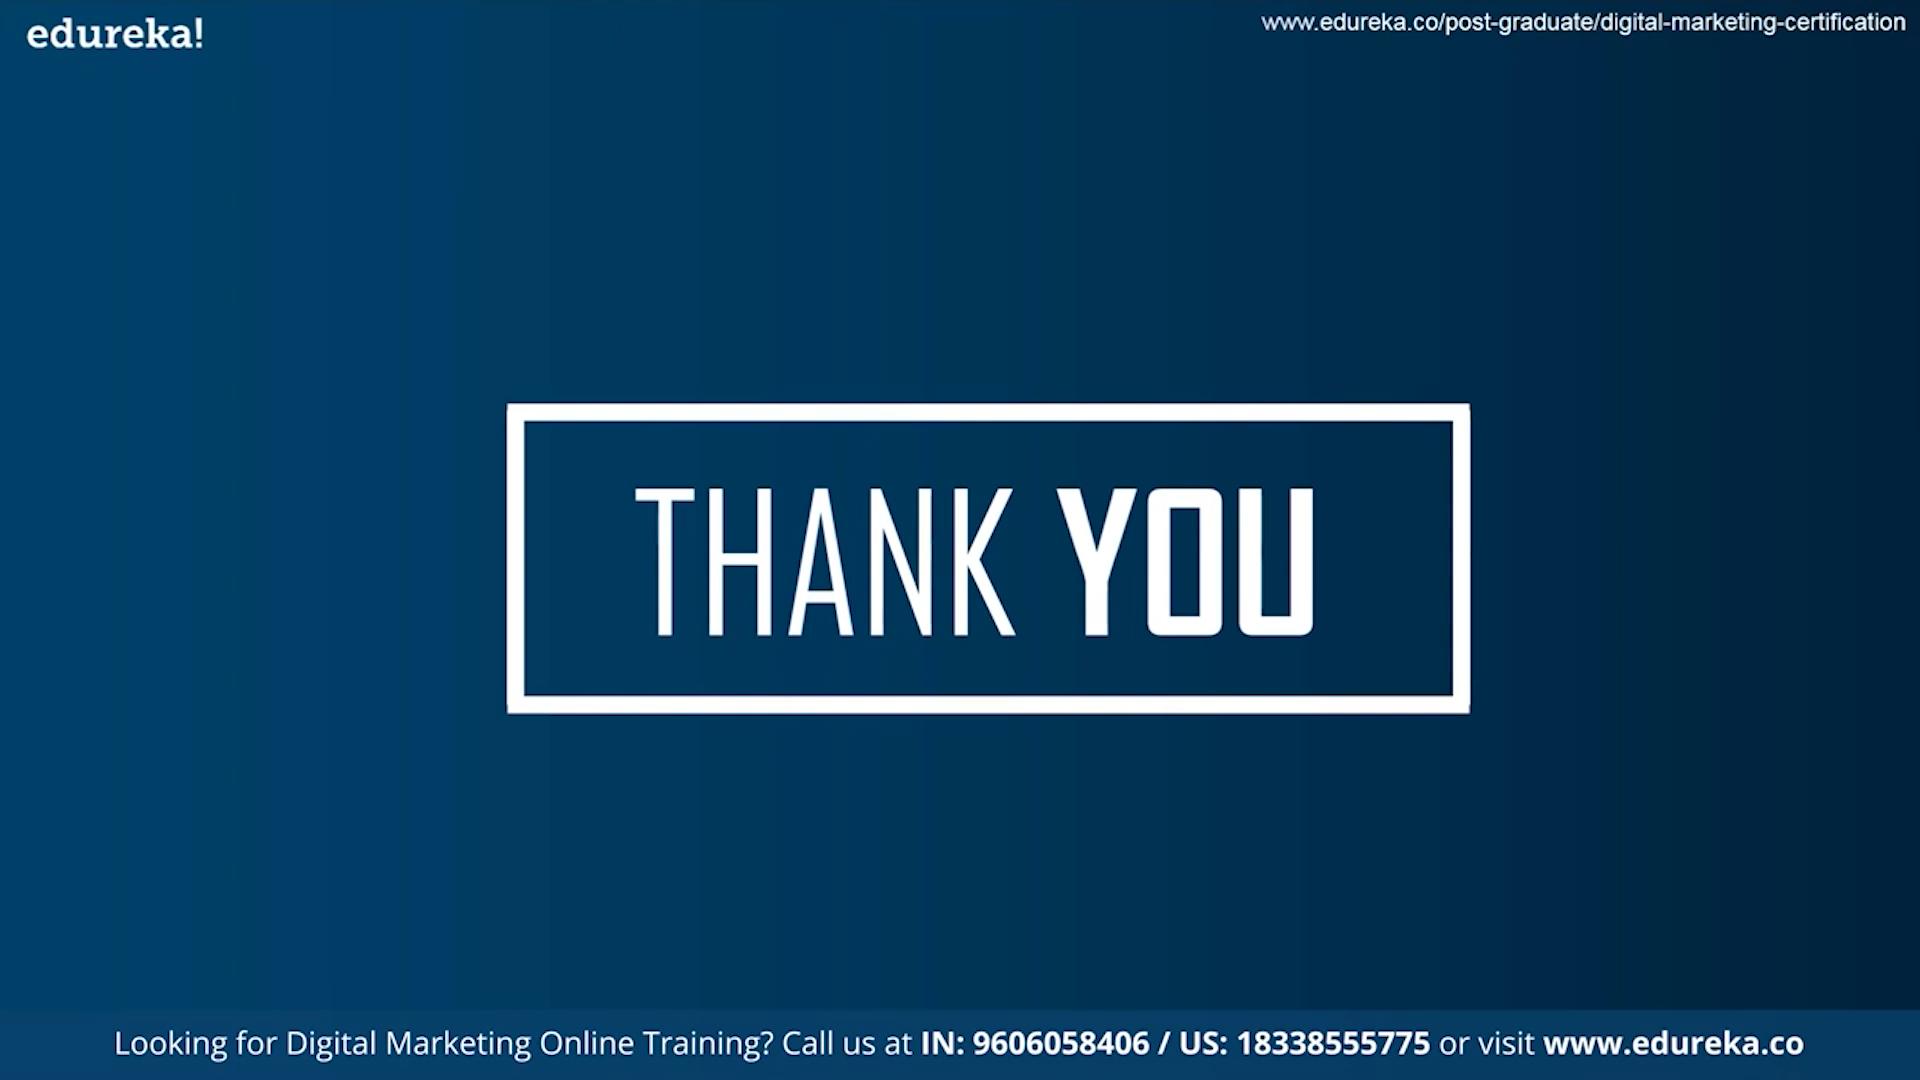 edureka!
www.edureka.co/post-graduate/digital-marketing-certification
THANK YOU
Looking for Digital Marketing Online Training? Call us at IN: 9606058406 / US: 18338555775 or visit www.edureka.co